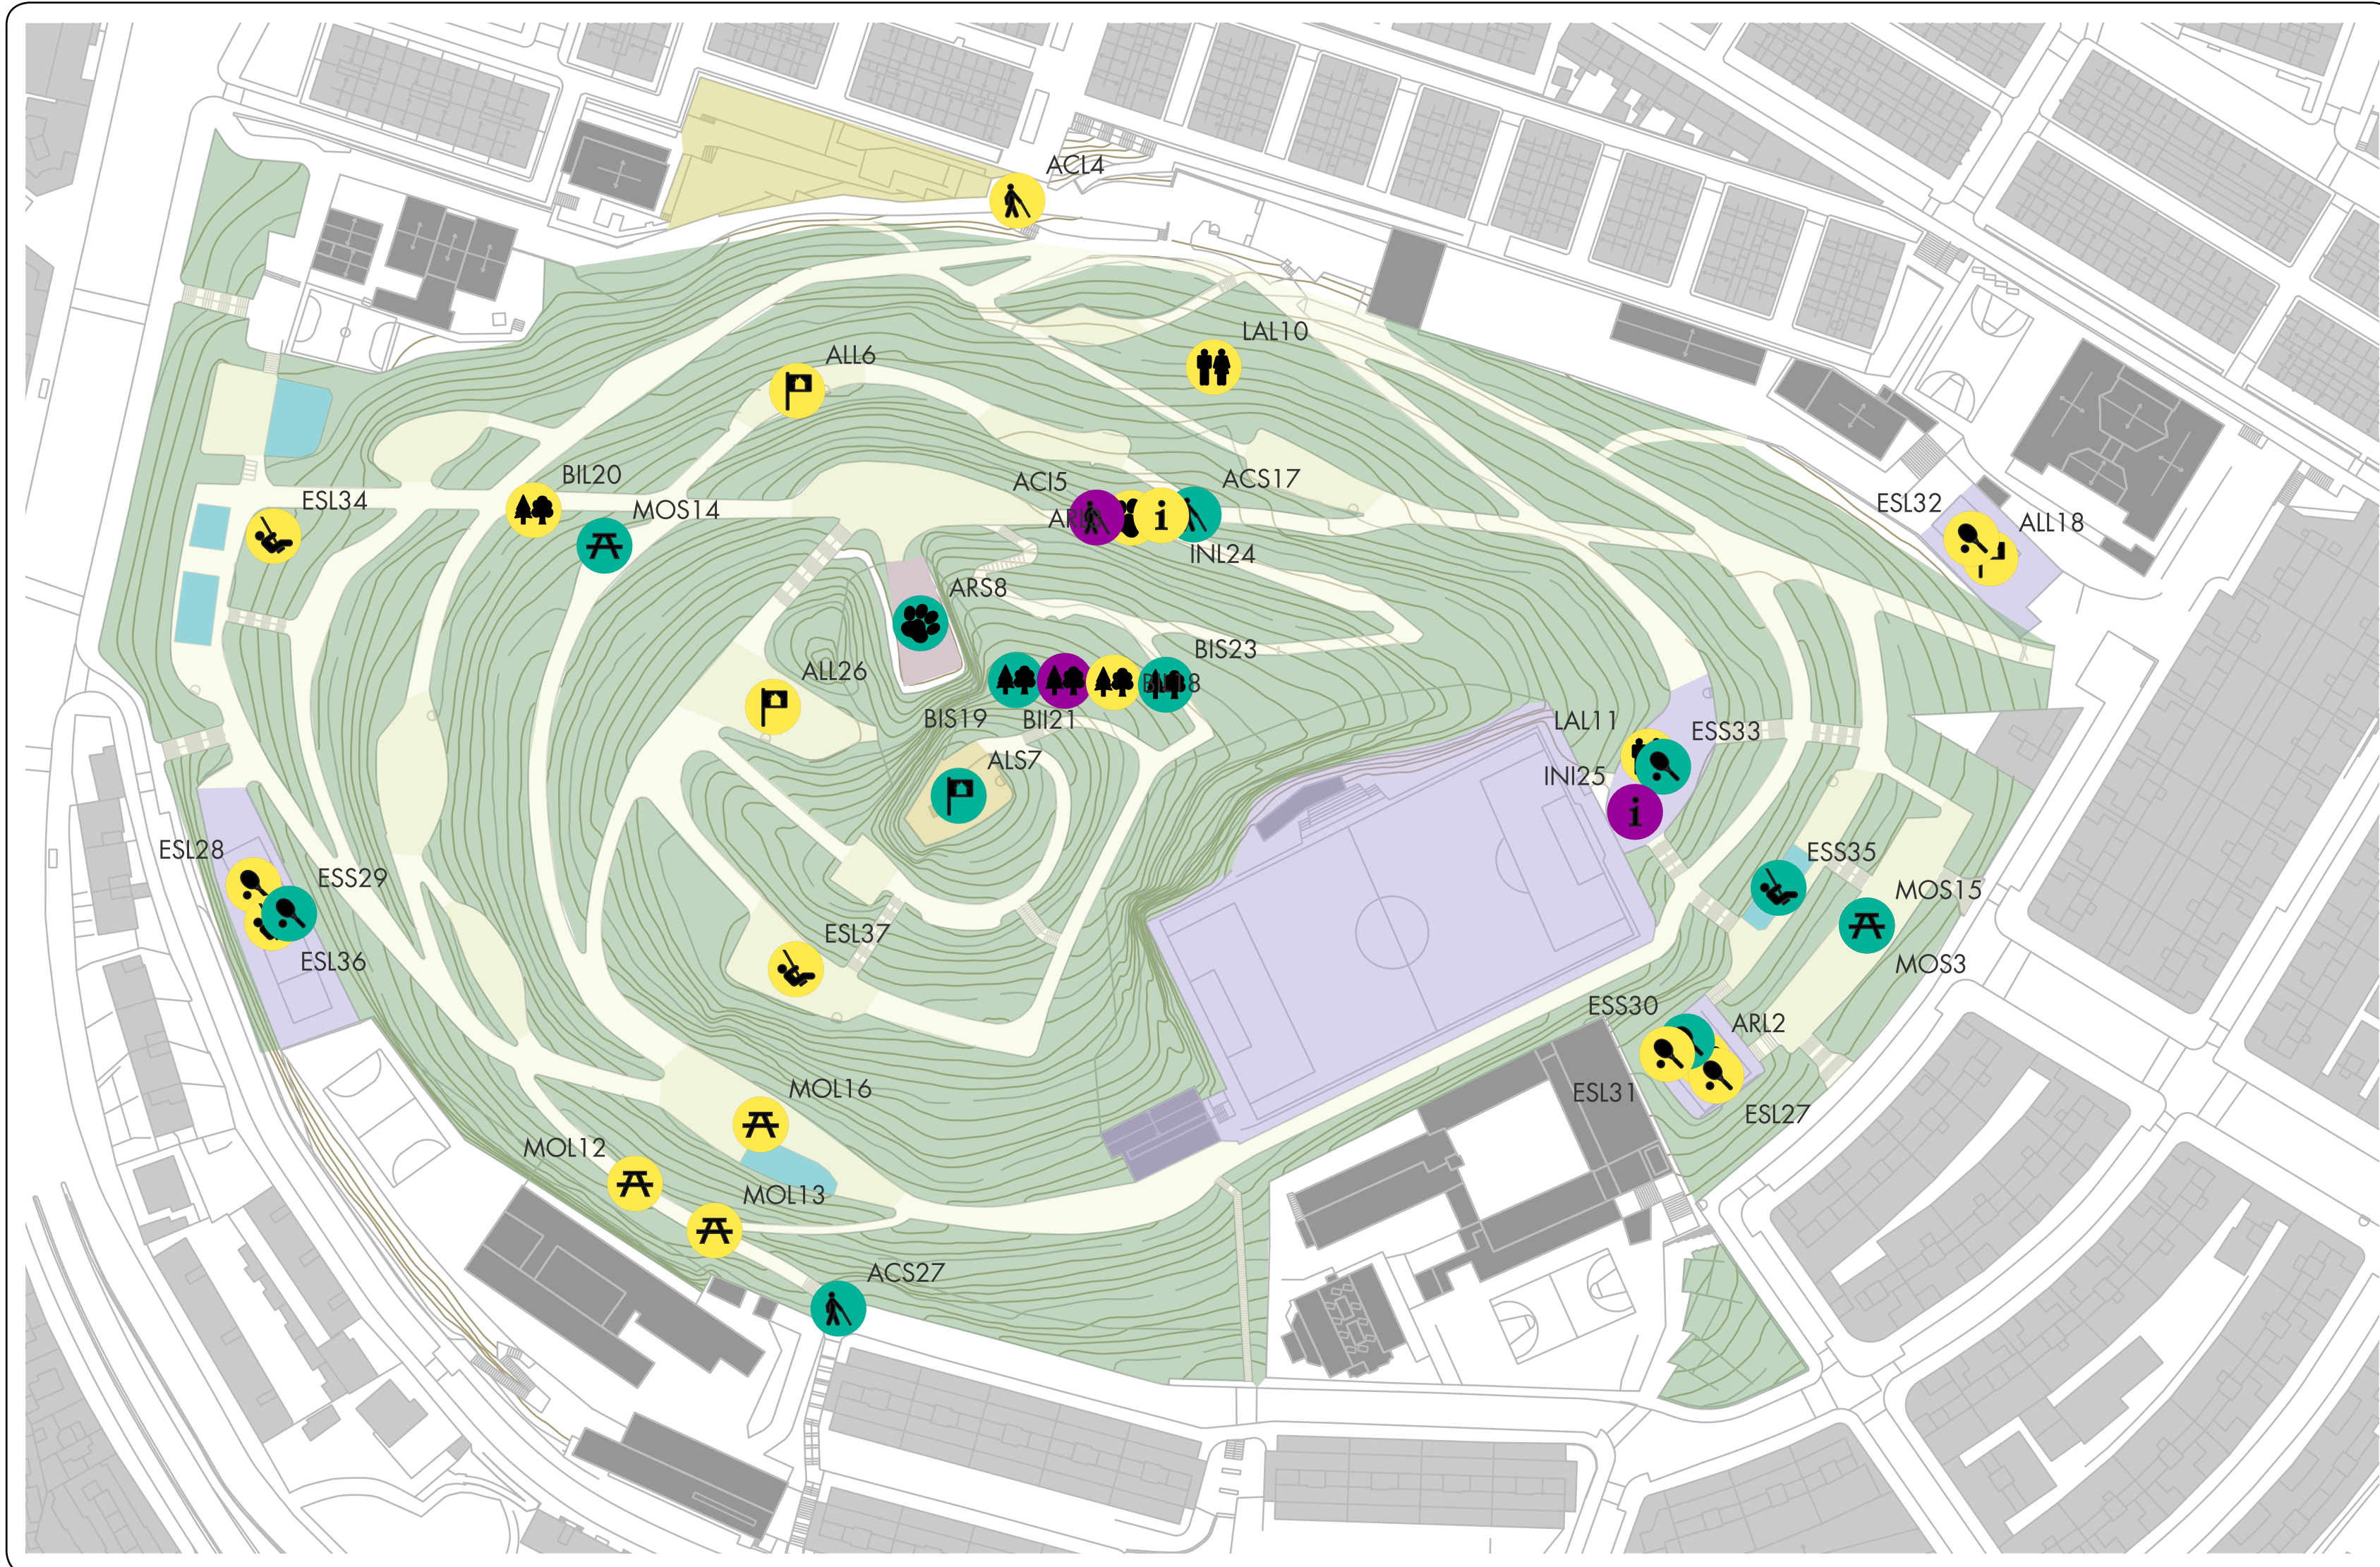 ACL4
LAL10
ALL6
BIL20
ESL34
MOS14
ACI5
ACS17
INL24
ESL32
ALL18
ARS8
BIS23
ALL26
BIS19
BII21
ALS7
LAL11
ESS33
INI25
ESL28
ESS29
ESL36
ESL37
ESS35
MOS15
MOS3
ESS30
ARL2
ESL31
ESL27
MOL16
MOL12
MOL13
ACS27
i
i